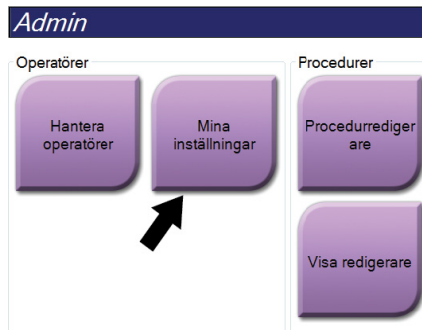 Admin
Operatörer
Hantera
operatörer
Mina
inställningar
Procedurer
Procedurrediger
are
Visa redigerare